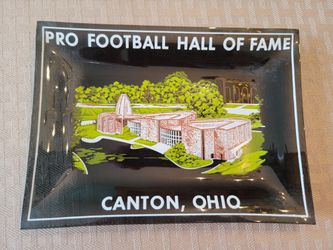 PRO FOOTBALL HALL OF FAME
CANTON, OHIO